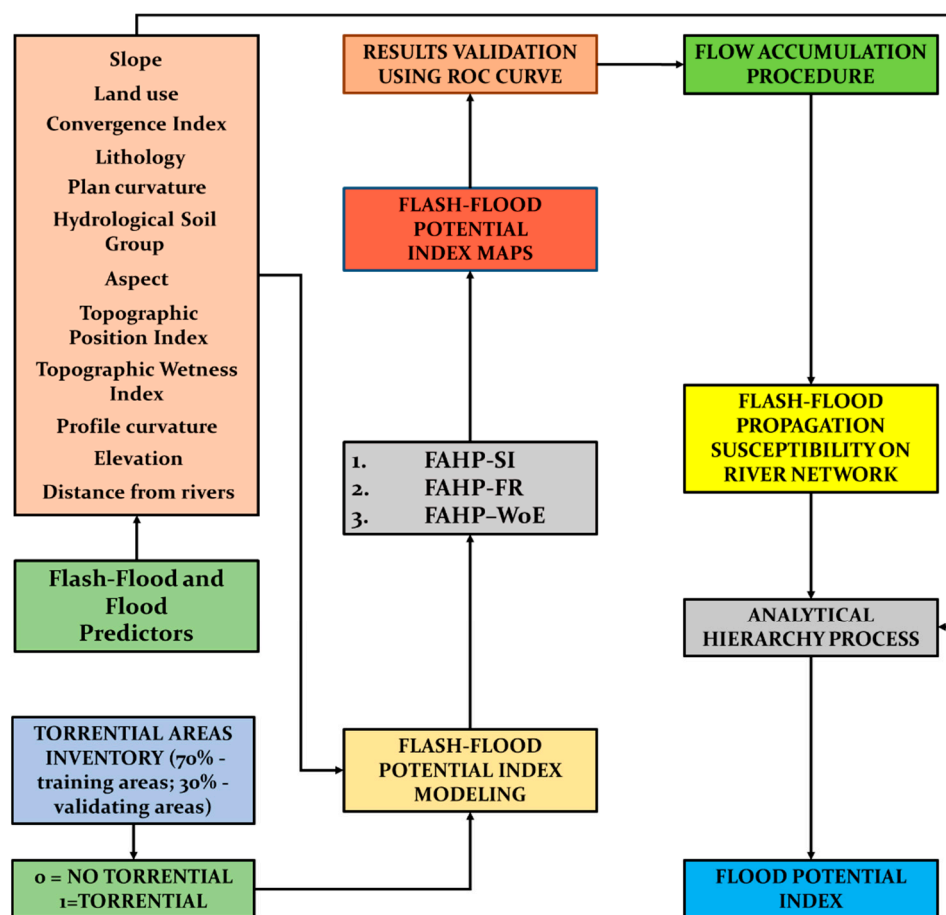 Slope
Land use
Convergence Index
Lithology
Plan curvature
Hydrological Soil
Group
Aspect
Topographic
Position Index
Topographic Wetness
Index
Profile curvature
Elevation
Distance from rivers
Flash-Flood and
Flood
Predictors
TORRENTIAL AREAS
INVENTORY (70% -
training areas; 30% -
validating areas)
0 = NO TORRENTIAL
1=TORRENTIAL
RESULTS VALIDATION
USING ROC CURVE
FLASH-FLOOD
POTENTIAL
INDEX MAPS
1. FAHP-SI
2. FAHP-FR
3. FAHP–WoE
FLASH-FLOOD
POTENTIAL INDEX
MODELING
FLOW ACCUMULATION
PROCEDURE
FLASH-FLOOD
PROPAGATION
SUSCEPTIBILITY ON
RIVER NETWORK
ANALYTICAL
HIERARCHY PROCESS
FLOOD POTENTIAL
INDEX